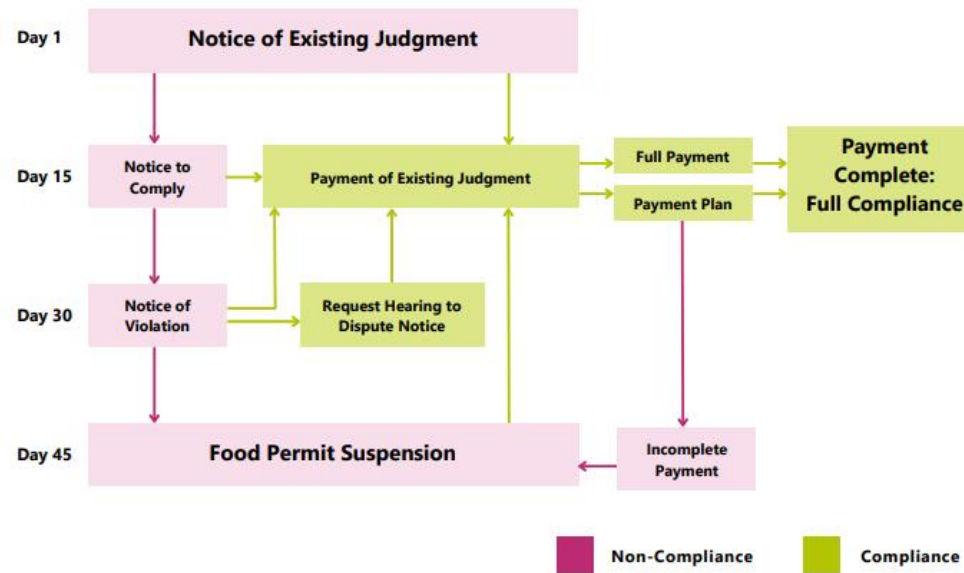 Day 1
Notice of Existing Judgment
Day 15
Notice to
Comply
Payment of Existing Judgment
Full Payment
Payment Plan
Payment
Complete:
Full Compliance
Day 30
Notice of
Violation
Request Hearing to
Dispute Notice
Day 45
Food Permit Suspension
Incomplete
Payment
Non-Compliance
Compliance